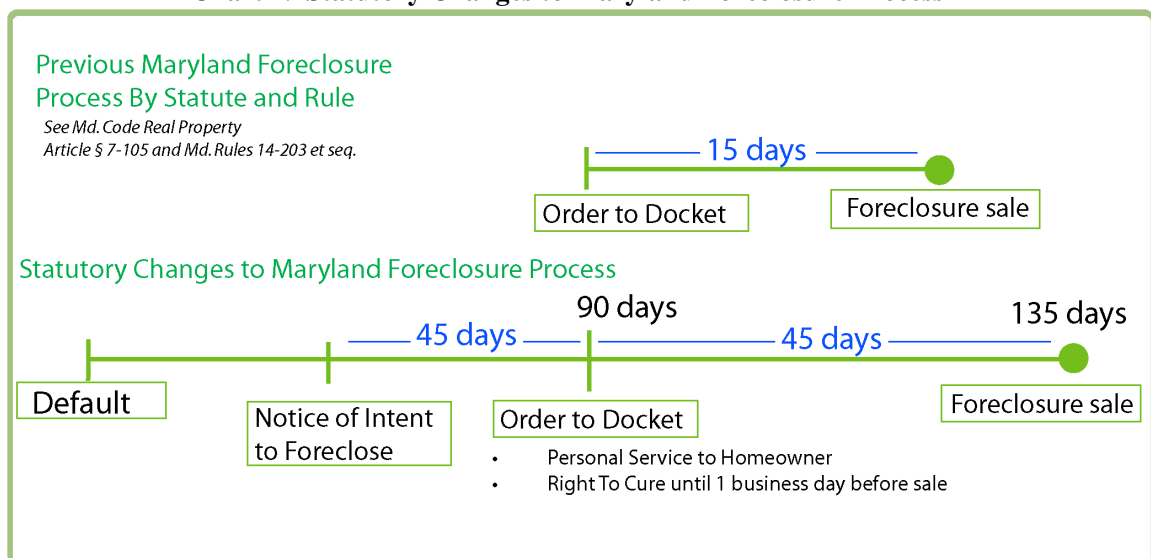 Previous Maryland Foreclosure
Process By Statute and Rule
See Md. Code Real Property
Article § 7-105 and Md. Rules 14-203 et seq.
15 days
Order to Docket
Foreclosure sale
Statutory Changes to Maryland Foreclosure Process
90 days
135 days
45 days
45 days
Default
Notice of Intent
to Foreclose
Order to Docket
Foreclosure sale
• Personal Service to Homeowner
• Right To Cure until 1 business day before sale